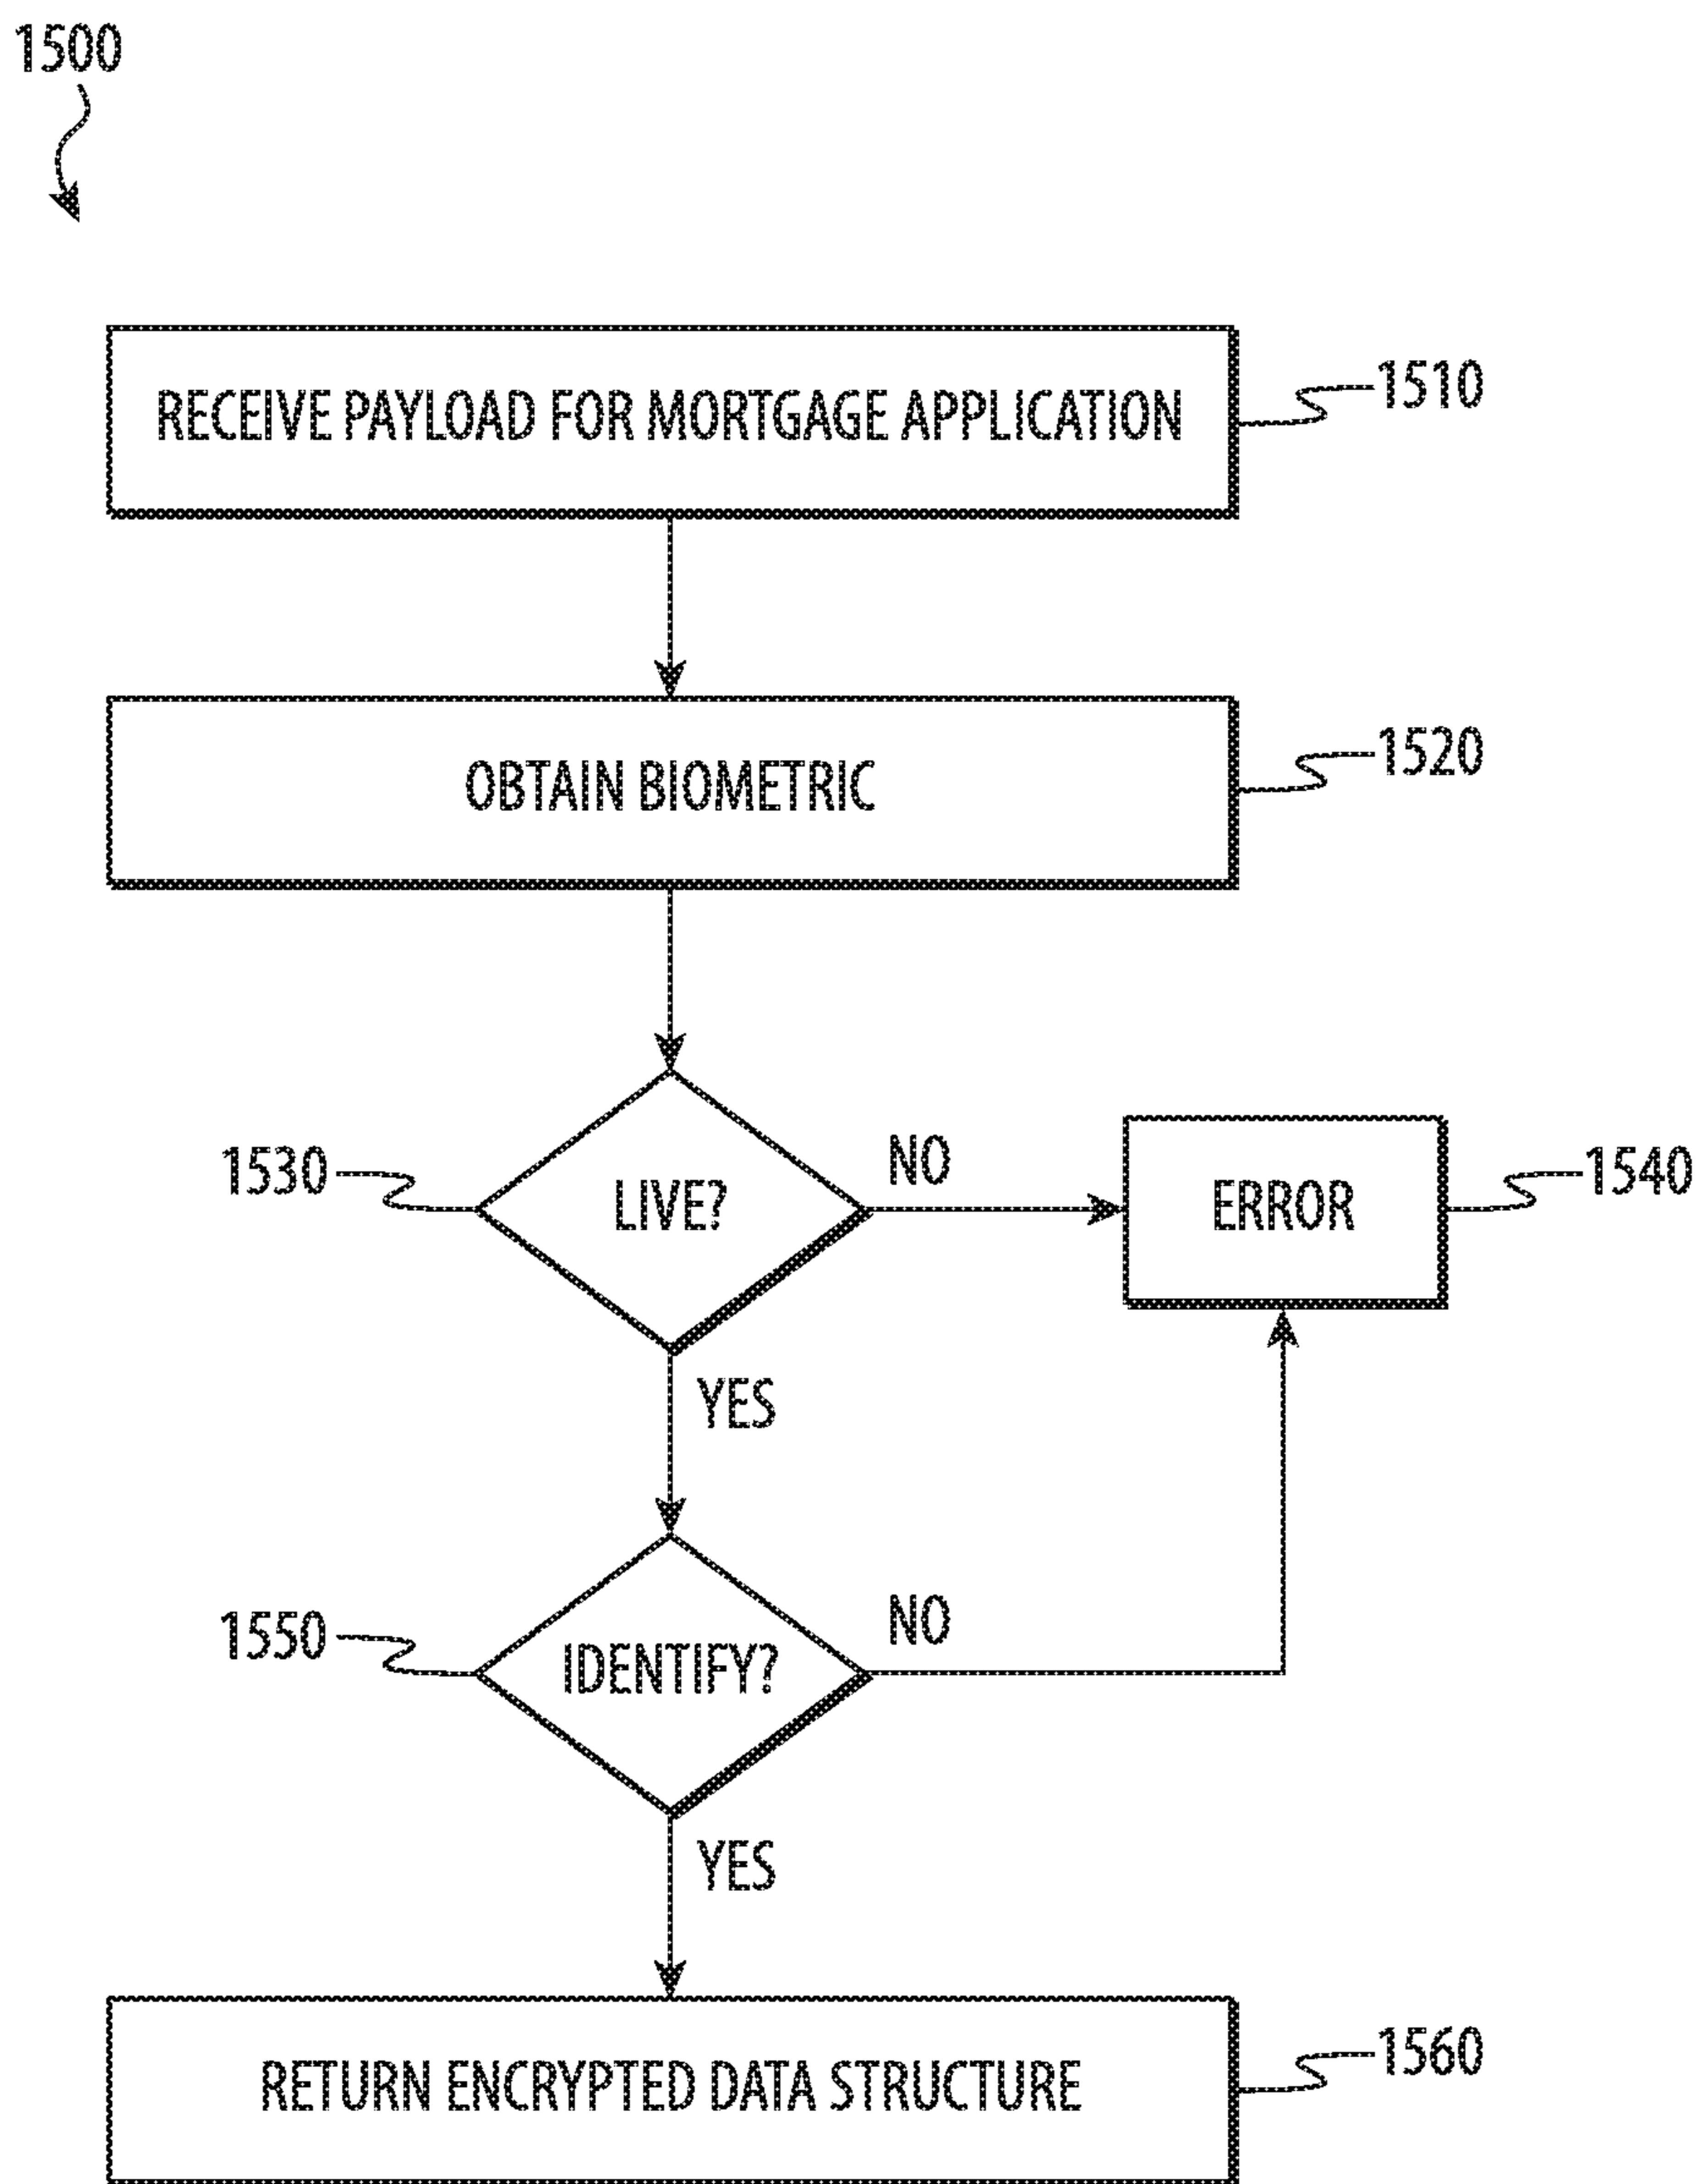 1500
RECEIVE PAYLOAD FOR MORTGAGE APPLICATION
1510
OBTAIN BIOMETRIC
1520
1530
LIVE?
NO
ERROR
1540
YES
1550
IDENTIFY?
NO
YES
RETURN ENCRYPTED DATA STRUCTURE
1560